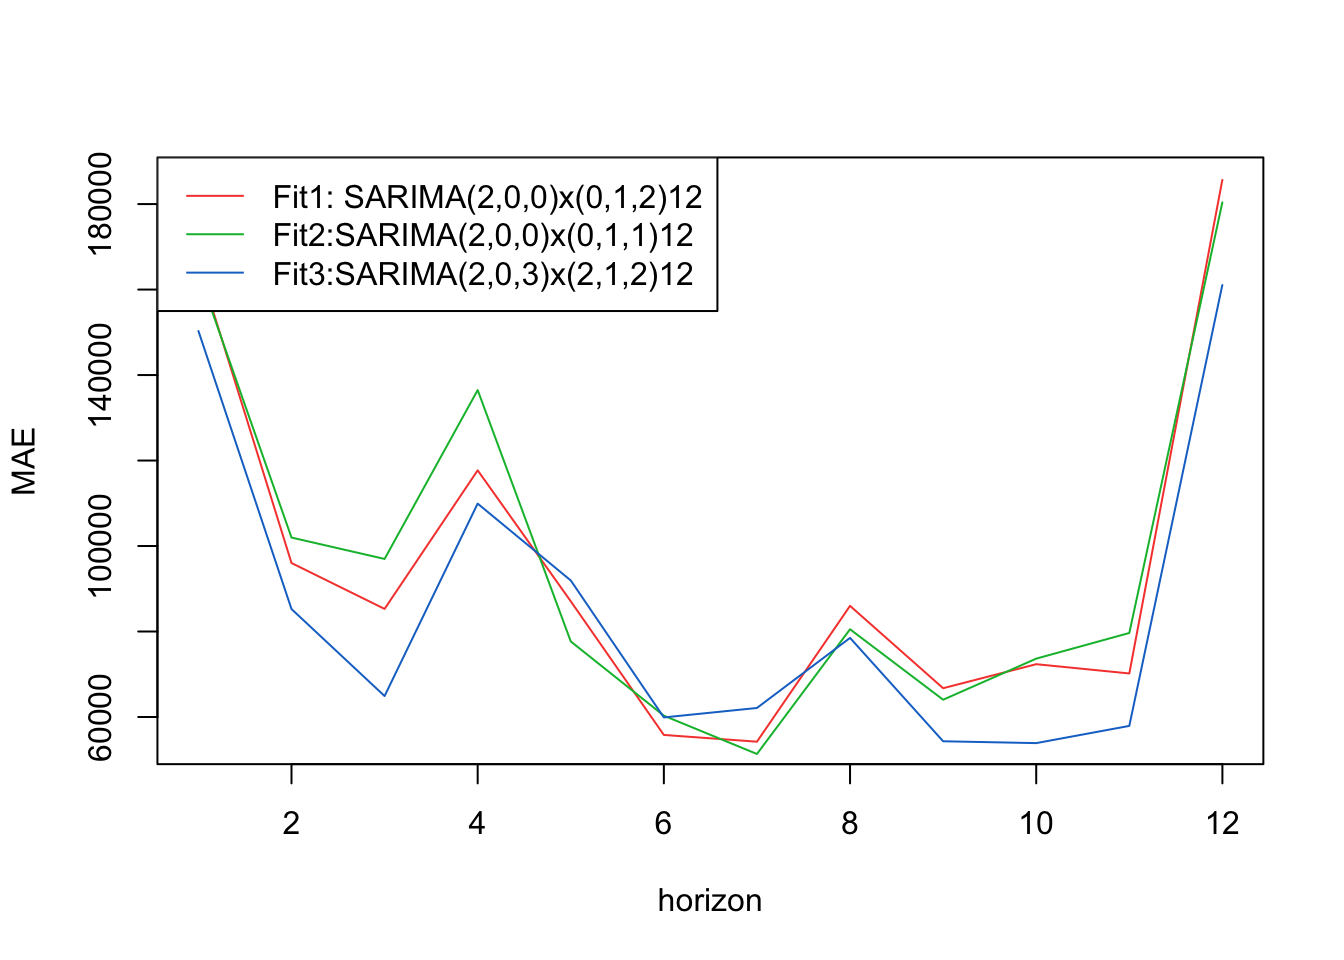 Fit1: SARIMA(2,0,0)x(0,1,2)12
Fit2:SARIMA(2,0,0)x(0,1,1)12
Fit3:SARIMA(2,0,3)x(2,1,2)12
MAE
180000
140000
100000
60000
2 4 6 8 10 12
horizon